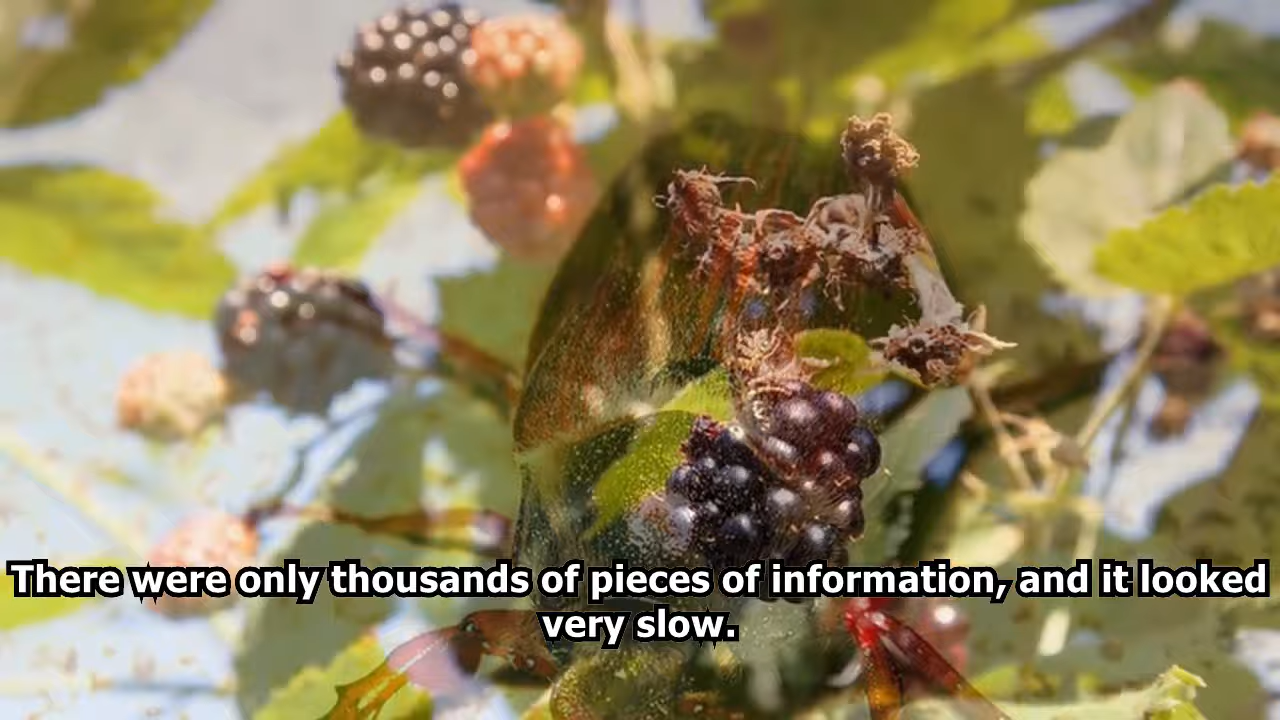 There were only thousands of pieces of information, and it looked
very slow.